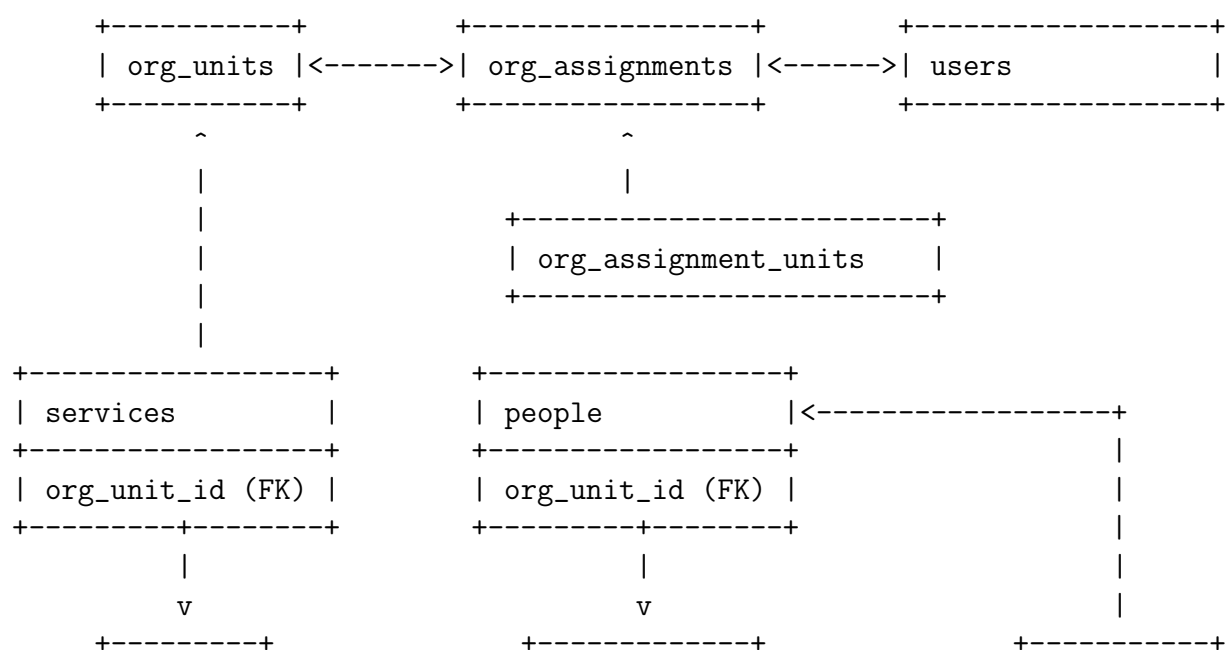 +-----------+ +----------------+ +------------------+
| org_units |<------->| org_assignments |<------>| users |
+-----------+ +----------------+ +------------------+
^ ^
| |
| +-------------------------+
| | org_assignment_units |
| +-------------------------+
|
+-------------------+ +------------------+
| services | | people |<------------------+
+-------------------+ +------------------+ |
| org_unit_id (FK) | | org_unit_id (FK) | |
+---------+---------+ +---------+--------+ |
| | |
v v |
+---------+ +-------------+ +-----------+